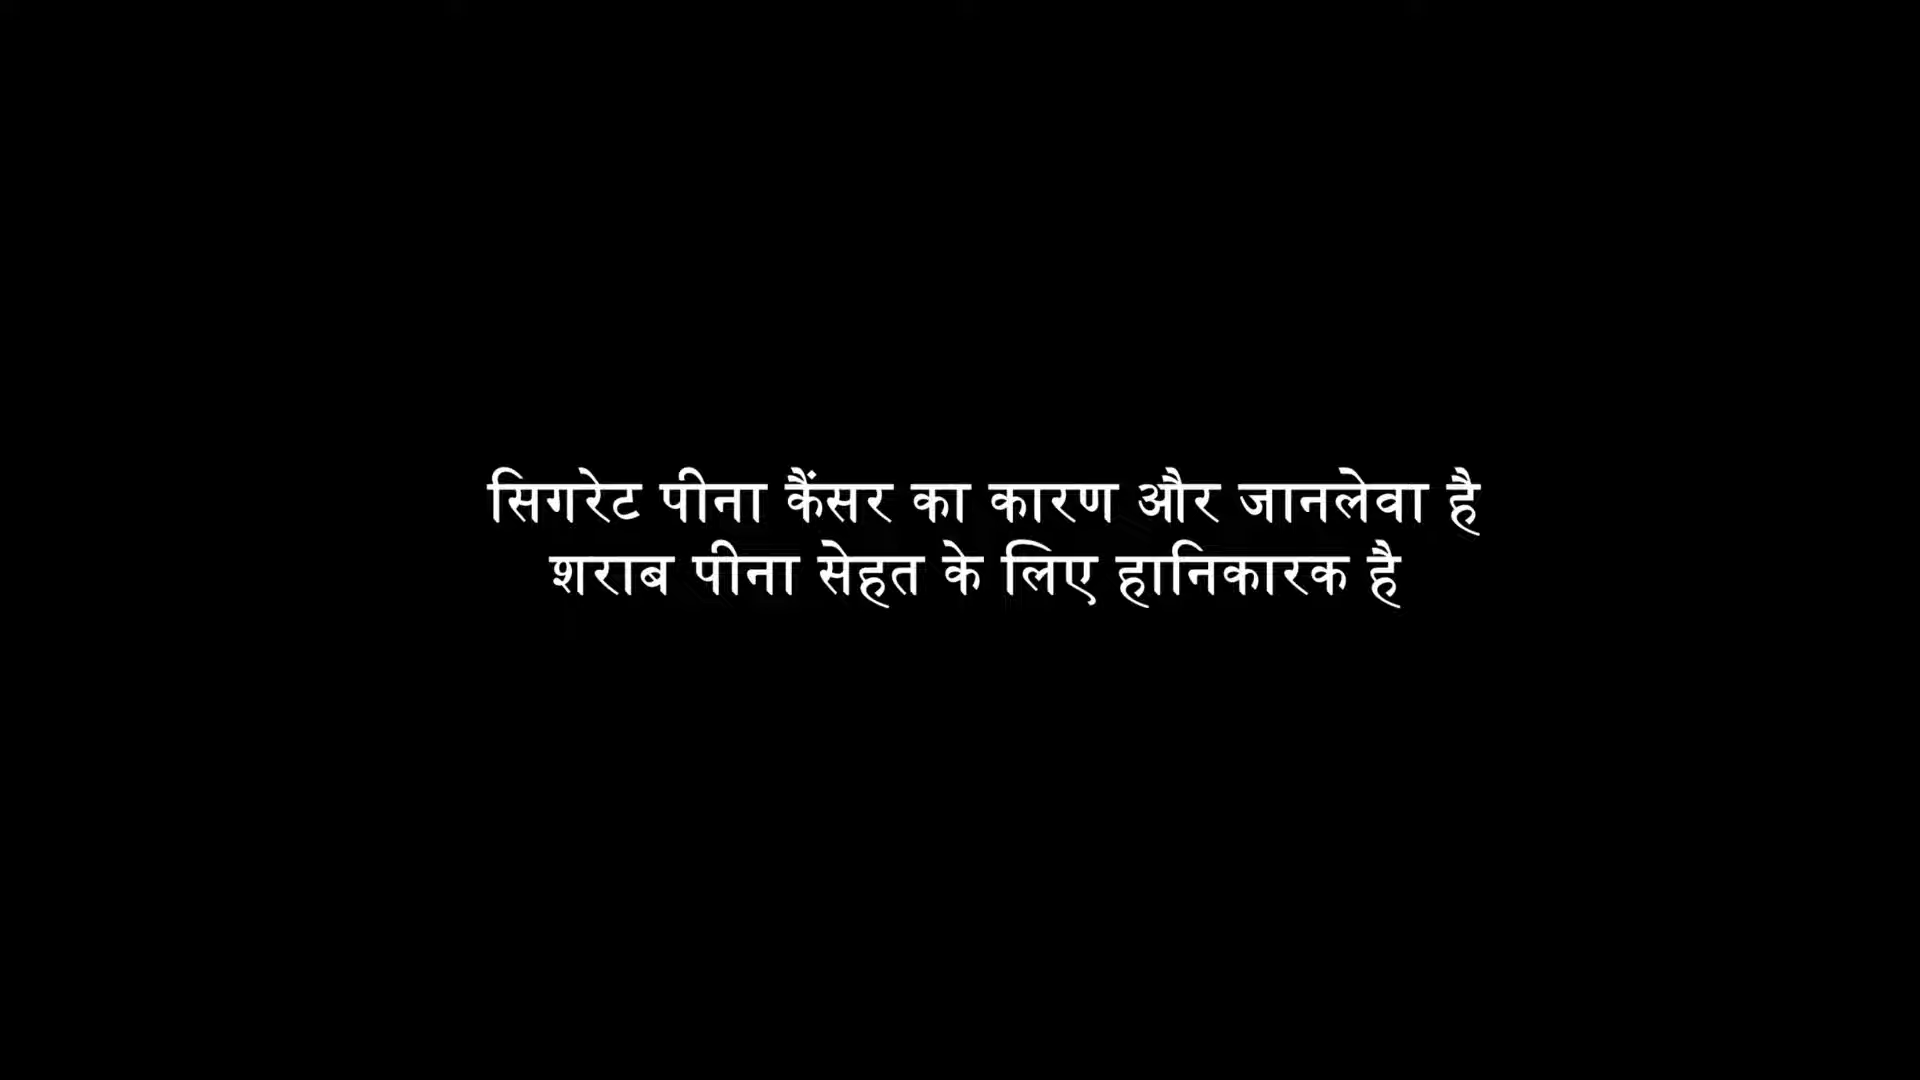 सिगरेट पीना कैंसर का कारण और जानलेवा है
शराब पीना सेहत के लिए हानिकारक है